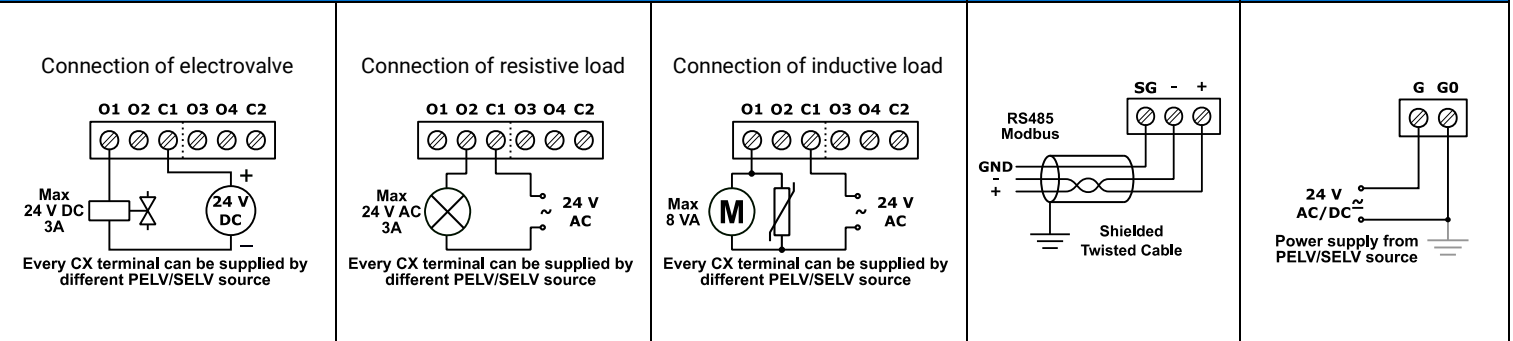 Connection of electrovalve
O1 O2 C1 O3 O4 C2
+
Max
24 V DC
3A
24 V
DC
–
Every CX terminal can be supplied by
different PELV/SELV source
Connection of resistive load
O1 O2 C1 O3 O4 C2
Max
24 V AC
3A
~ 24 V
AC
Every CX terminal can be supplied by
different PELV/SELV source
Connection of inductive load
O1 O2 C1 O3 O4 C2
Max
8 VA
M
~ 24 V
AC
Every CX terminal can be supplied by
different PELV/SELV source
SG - +
RS485
Modbus
GND
-
+
Shielded
Twisted Cable
G G0
24 V
AC/DC
Power supply from
PELV/SELV source